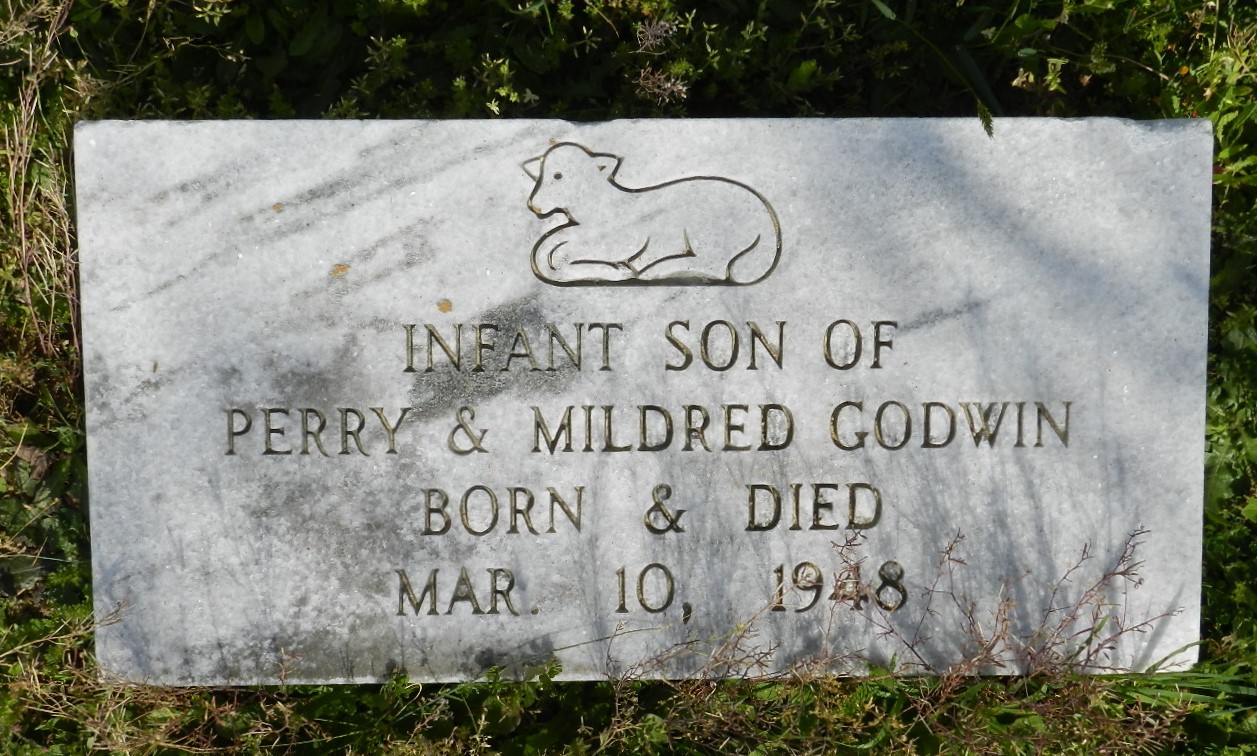 INFANT SON OF
PERRY & MILDRED GODWIN
BORN & DIED
MAR. 10, 1948